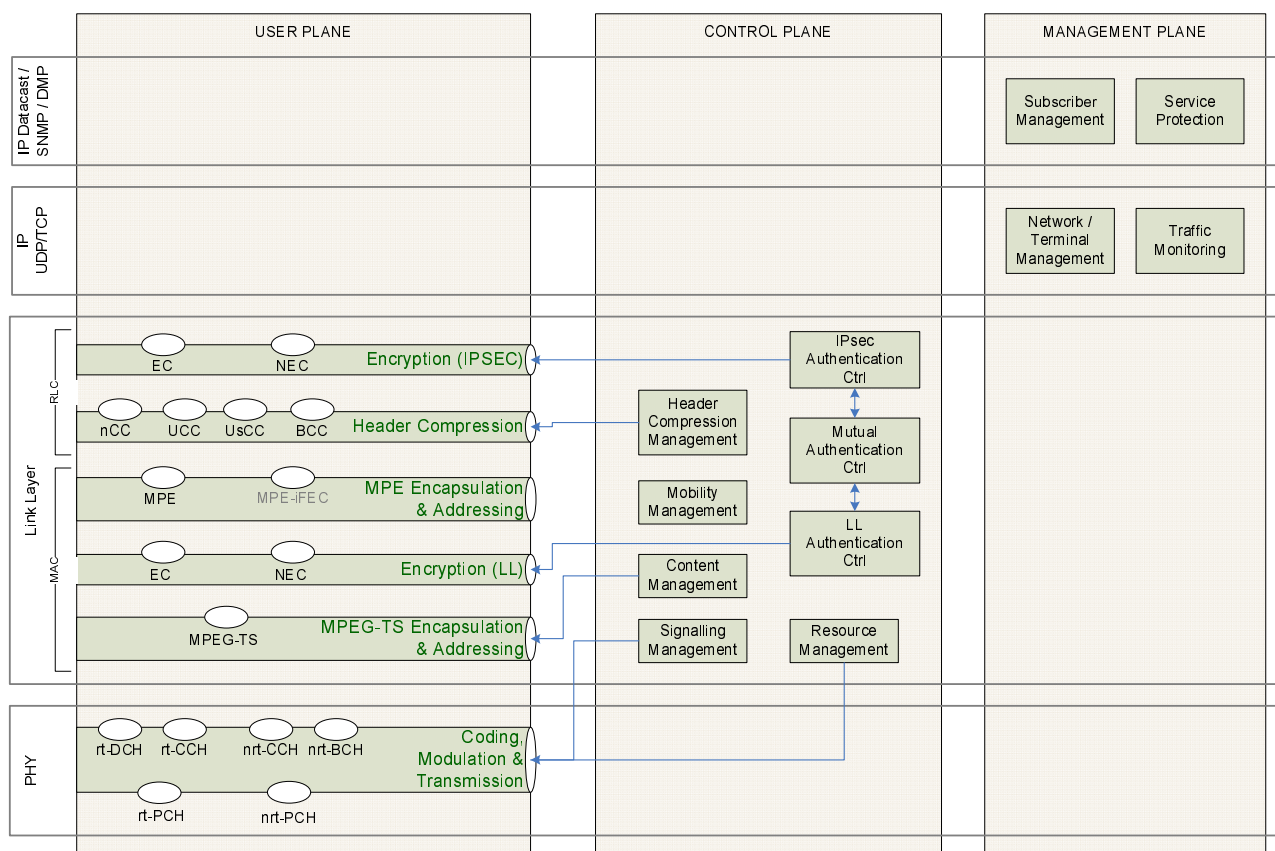 USER PLANE
CONTROL PLANE
MANAGEMENT PLANE
IP Datacast /
SNMP / DMP
Subscriber
Management
Service
Protection
IP
UDP/TCP
Network /
Terminal
Management
Traffic
Monitoring
Link Layer
RLC
EC
NEC
Encryption (IPSEC)
IPsec
Authentication
Ctrl
nCC
UCC
UsCC
BCC
Header Compression
Header
Compression
Management
Mutual
Authentication
Ctrl
MAC
MPE
MPE-iFEC
MPE Encapsulation
& Addressing
Mobility
Management
LL
Authentication
Ctrl
EC
NEC
Encryption (LL)
Content
Management
MPEG-TS
MPEG-TS Encapsulation
& Addressing
Signalling
Management
Resource
Management
PHY
rt-DCH
rt-CCH
nrt-CCH
nrt-BCH
Coding,
Modulation &
Transmission
rt-PCH
nrt-PCH